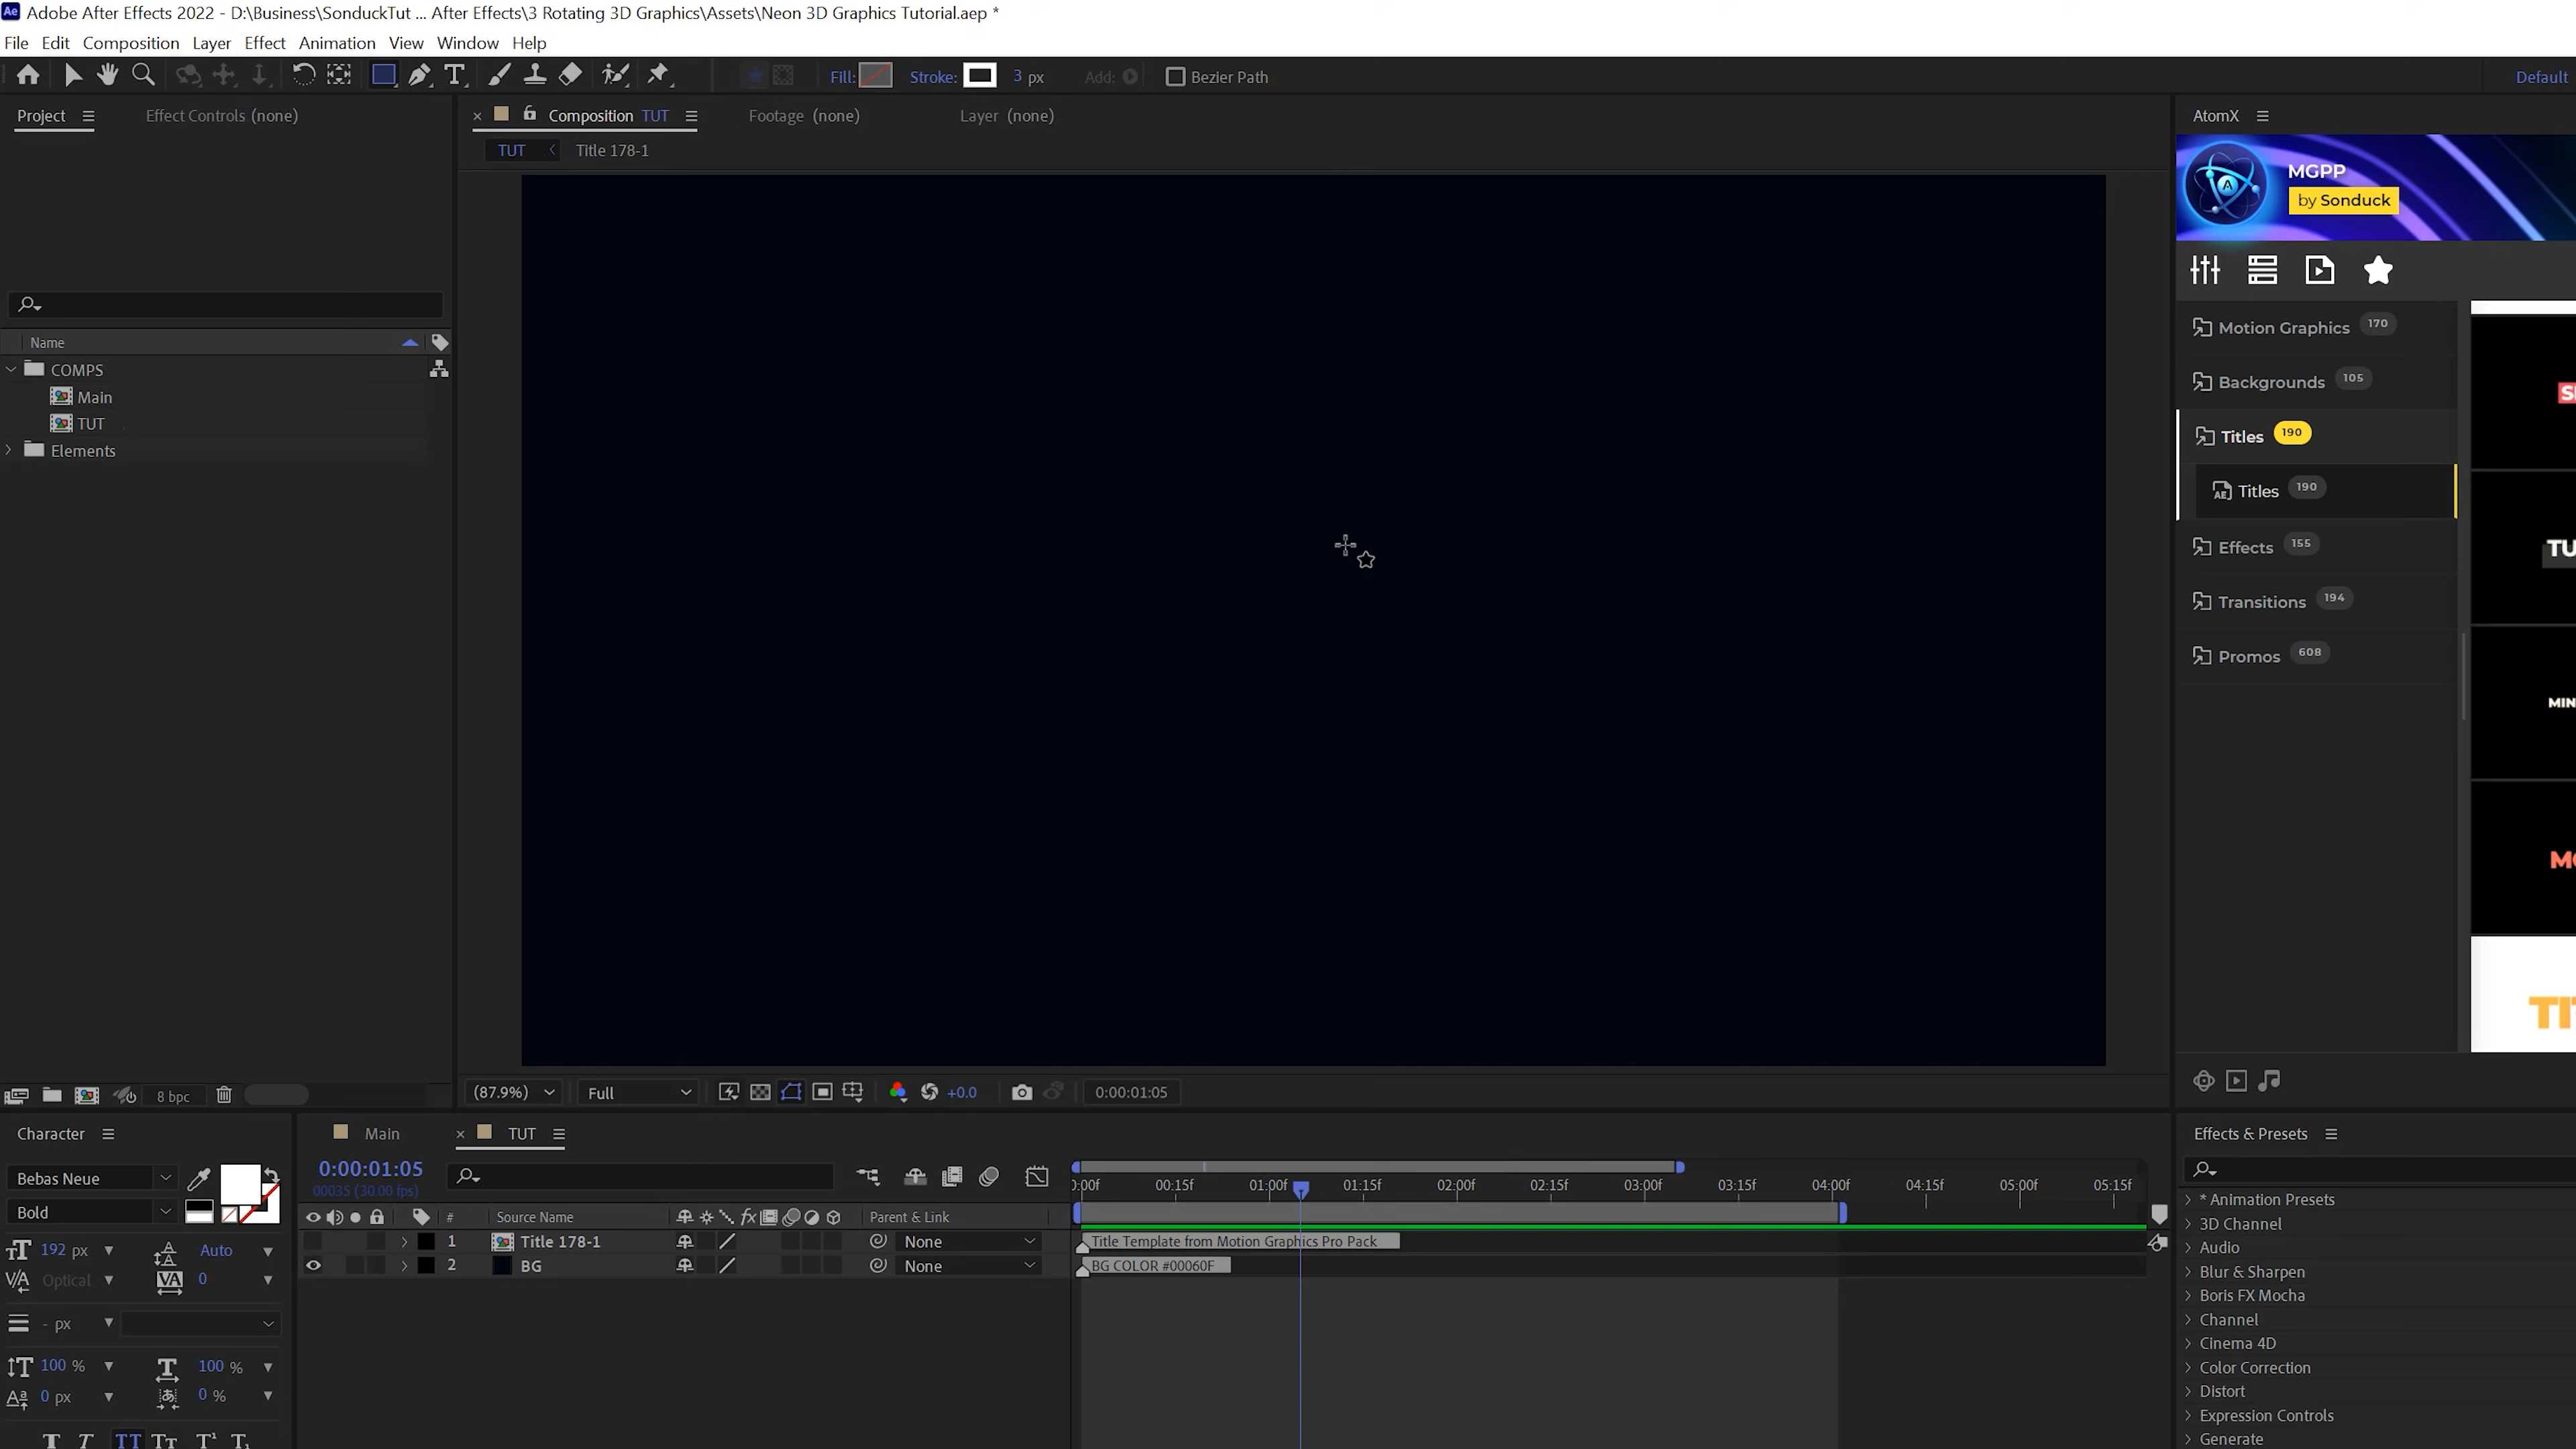 Adobe After Effects 2022 - D:\Business\SonduckTut ... After Effects\3 Rotating 3D Graphics\Assets\Neon 3D Graphics Tutorial.aep *
File Edit Composition Layer Effect Animation View Window Help
Fill: Stroke: 3 px Add: Bezier Path Default
Project Effect Controls (none) Composition TUT Footage (none) Layer (none) AtomX
TUT Title 178-1
MGPP
by Sonduck
Name
COMPS
Main
TUT
Elements
Motion Graphics 170
Backgrounds 105
Titles 190
Titles 190
Effects 155
Transitions 194
Promos 608
TU
MIN
TIT
8 bpc
(87.9%) Full +0.0 0:00:01:05
Character
Bebas Neue
Bold
192 px Auto
Optical 0
- px
100 % 100 %
0 px 0 %
Main TUT
0:00:01:05
00035 (30.00 fps)
0:00f 00:15f 01:00f 01:15f 02:00f 02:15f 03:00f 03:15f 04:00f 04:15f 05:00f 05:15f
# Source Name Parent & Link
1 Title 178-1 None Title Template from Motion Graphics Pro Pack
2 BG None BG COLOR #00060F
Effects & Presets
* Animation Presets
3D Channel
Audio
Blur & Sharpen
Boris FX Mocha
Channel
Cinema 4D
Color Correction
Distort
Expression Controls
Generate